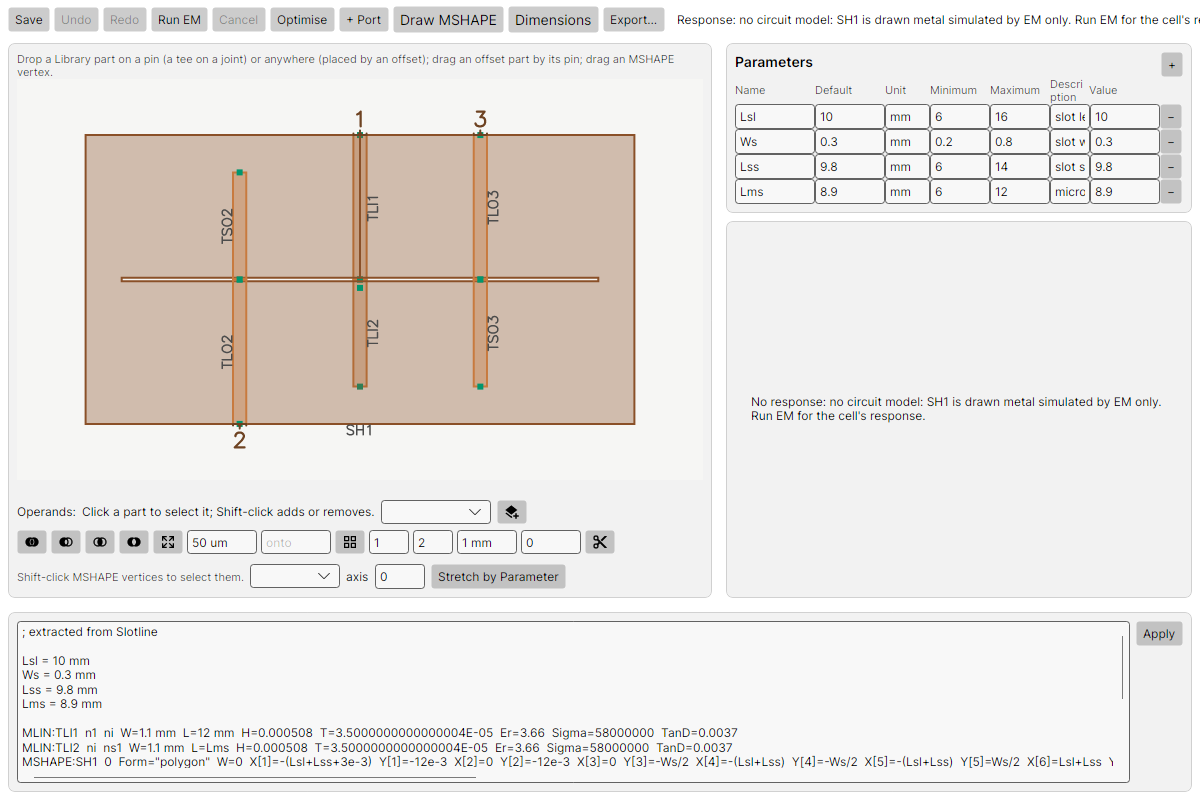 Save Undo Redo Run EM Cancel Optimise + Port Draw MSHAPE Dimensions Export... Response: no circuit model: SH1 is drawn metal simulated by EM only. Run EM for the cell's
Drop a Library part on a pin (a tee on a joint) or anywhere (placed by an offset); drag an offset part by its pin; drag an MSHAPE
vertex.
1 3
TSO2 TLI1 TLO3
TLO2 TLI2 TSO3
2 SH1
Operands: Click a part to select it; Shift-click adds or removes.
50 um onto 1 2 1 mm 0
Shift-click MSHAPE vertices to select them. axis 0 Stretch by Parameter
Parameters +
Name Default Unit Minimum Maximum Descri
ption Value
Lsl 10 mm 6 16 slot 10 −
Ws 0.3 mm 0.2 0.8 slot 0.3 −
Lss 9.8 mm 6 14 slot s 9.8 −
Lms 8.9 mm 6 12 micro 8.9 −
No response: no circuit model: SH1 is drawn metal simulated by EM only.
Run EM for the cell's response.
; extracted from Slotline
Lsl = 10 mm
Ws = 0.3 mm
Lss = 9.8 mm
Lms = 8.9 mm
MLIN:TLI1 n1 ni W=1.1 mm L=12 mm H=0.000508 T=3.5000000000000004E-05 Er=3.66 Sigma=58000000 TanD=0.0037
MLIN:TLI2 ni ns1 W=1.1 mm L=Lms H=0.000508 T=3.5000000000000004E-05 Er=3.66 Sigma=58000000 TanD=0.0037
MSHAPE:SH1 0 Form="polygon" W=0 X[1]=-(Lsl+Lss+3e-3) Y[1]=-12e-3 X[2]=0 Y[2]=-12e-3 X[3]=0 Y[3]=-Ws/2 X[4]=-(Lsl+Lss) Y[4]=-Ws/2 X[5]=-(Lsl+Lss) Y[5]=Ws/2 X[6]=Lsl+Lss
Apply